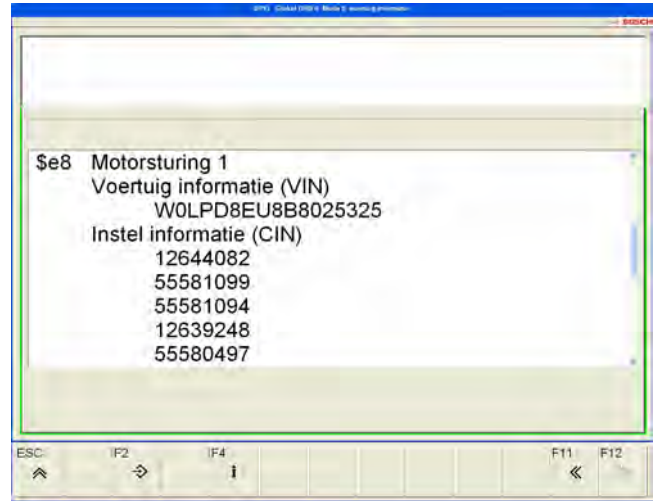 BOSCH
$e8 Motorsturing 1
Voertuig informatie (VIN)
W0LPD8EU8B8025325
Instel informatie (CIN)
12644082
55581099
55581094
12639248
55580497
ESC F2 F4 F11 F12